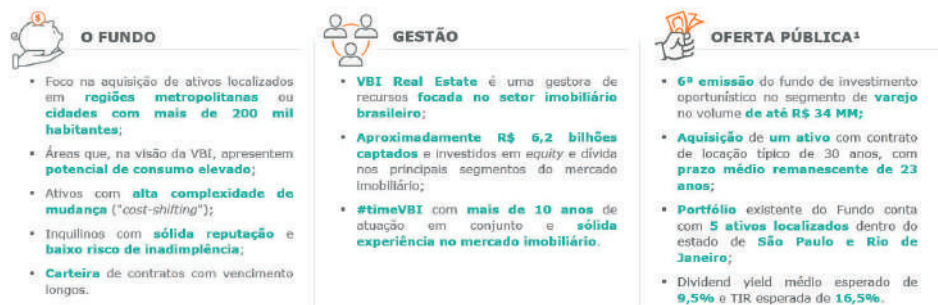 O FUNDO
▪ Foco na aquisição de ativos localizados
em regiões metropolitanas ou
cidades com mais de 200 mil
habitantes;
▪ Áreas que, na visão da VBI, apresentem
potencial de consumo elevado;
▪ Ativos com alta complexidade de
mudança ("cost-shifting");
▪ Inquilinos com sólida reputação e
baixo risco de inadimplência;
▪ Carteira de contratos com vencimento
longos.
GESTÃO
▪ VBI Real Estate é uma gestora de
recursos focada no setor imobiliário
brasileiro;
▪ Aproximadamente R$ 6,2 bilhões
captados e investidos em equity e dívida
nos principais segmentos do mercado
imobiliário;
▪ #timeVBI com mais de 10 anos de
atuação em conjunto e sólida
experiência no mercado imobiliário.
OFERTA PÚBLICA¹
▪ 6ª emissão do fundo de investimento
oportunístico no segmento de varejo
no volume de até R$ 34 MM;
▪ Aquisição de um ativo com contrato
de locação típico de 30 anos, com
prazo médio remanescente de 23
anos;
▪ Portfólio existente do Fundo conta
com 5 ativos localizados dentro do
estado de São Paulo e Rio de
Janeiro;
▪ Dividend yield médio esperado de
9,5% e TIR esperada de 16,5%.